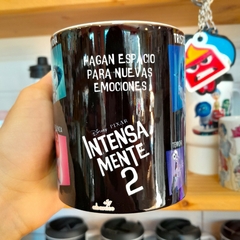 HAGAN ESPACIO
PARA NUEVAS
EMOCIONES
DISNEY · PIXAR
INTENSA
MENTE
2